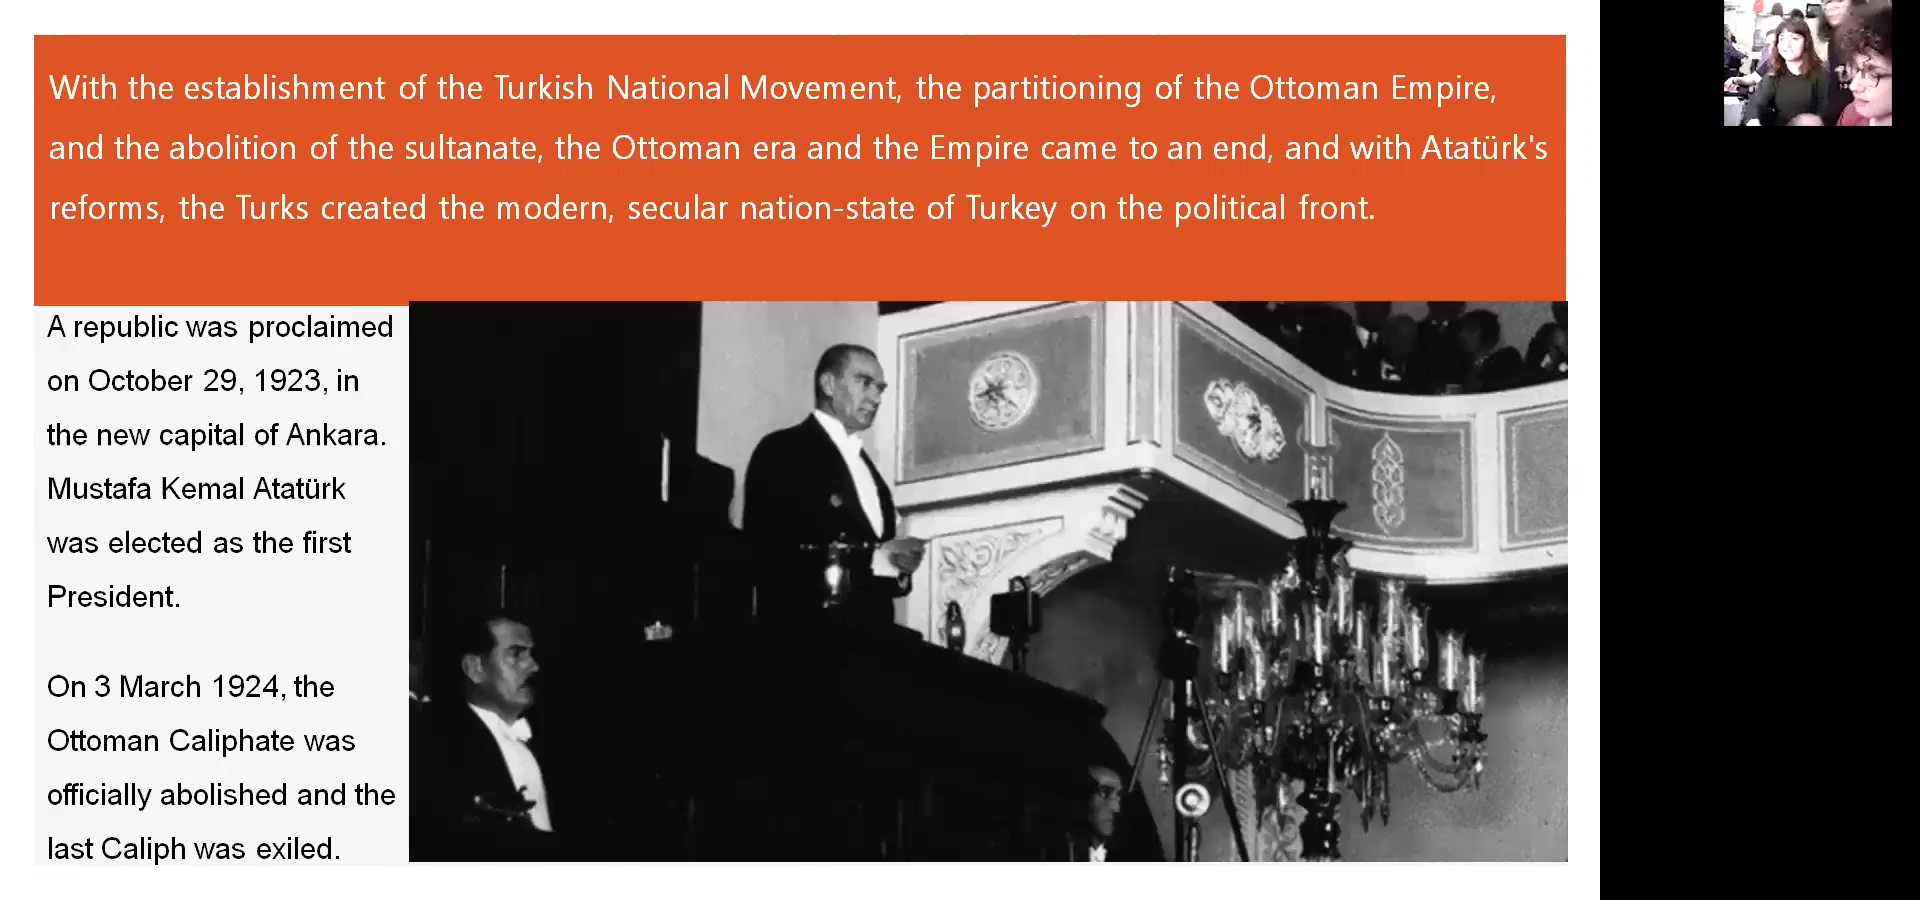 With the establishment of the Turkish National Movement, the partitioning of the Ottoman Empire,
and the abolition of the sultanate, the Ottoman era and the Empire came to an end, and with Atatürk's
reforms, the Turks created the modern, secular nation-state of Turkey on the political front.
A republic was proclaimed
on October 29, 1923, in
the new capital of Ankara.
Mustafa Kemal Atatürk
was elected as the first
President.
On 3 March 1924, the
Ottoman Caliphate was
officially abolished and the
last Caliph was exiled.